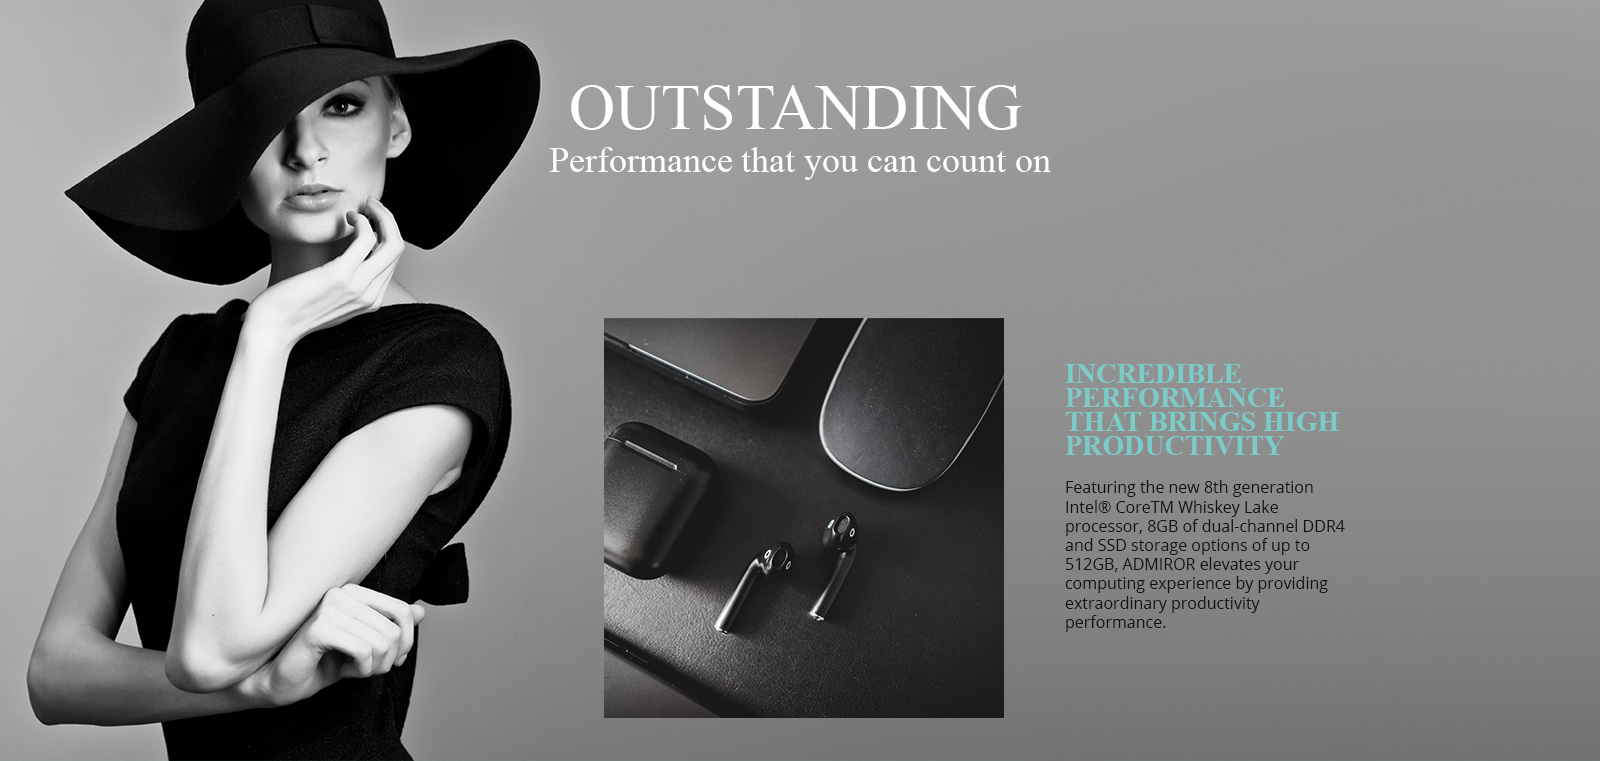 OUTSTANDING
Performance that you can count on
INCREDIBLE
PERFORMANCE
THAT BRINGS HIGH
PRODUCTIVITY
Featuring the new 8th generation
Intel® CoreTM Whiskey Lake
processor, 8GB of dual-channel DDR4
and SSD storage options of up to
512GB, ADMIROR elevates your
computing experience by providing
extraordinary productivity
performance.